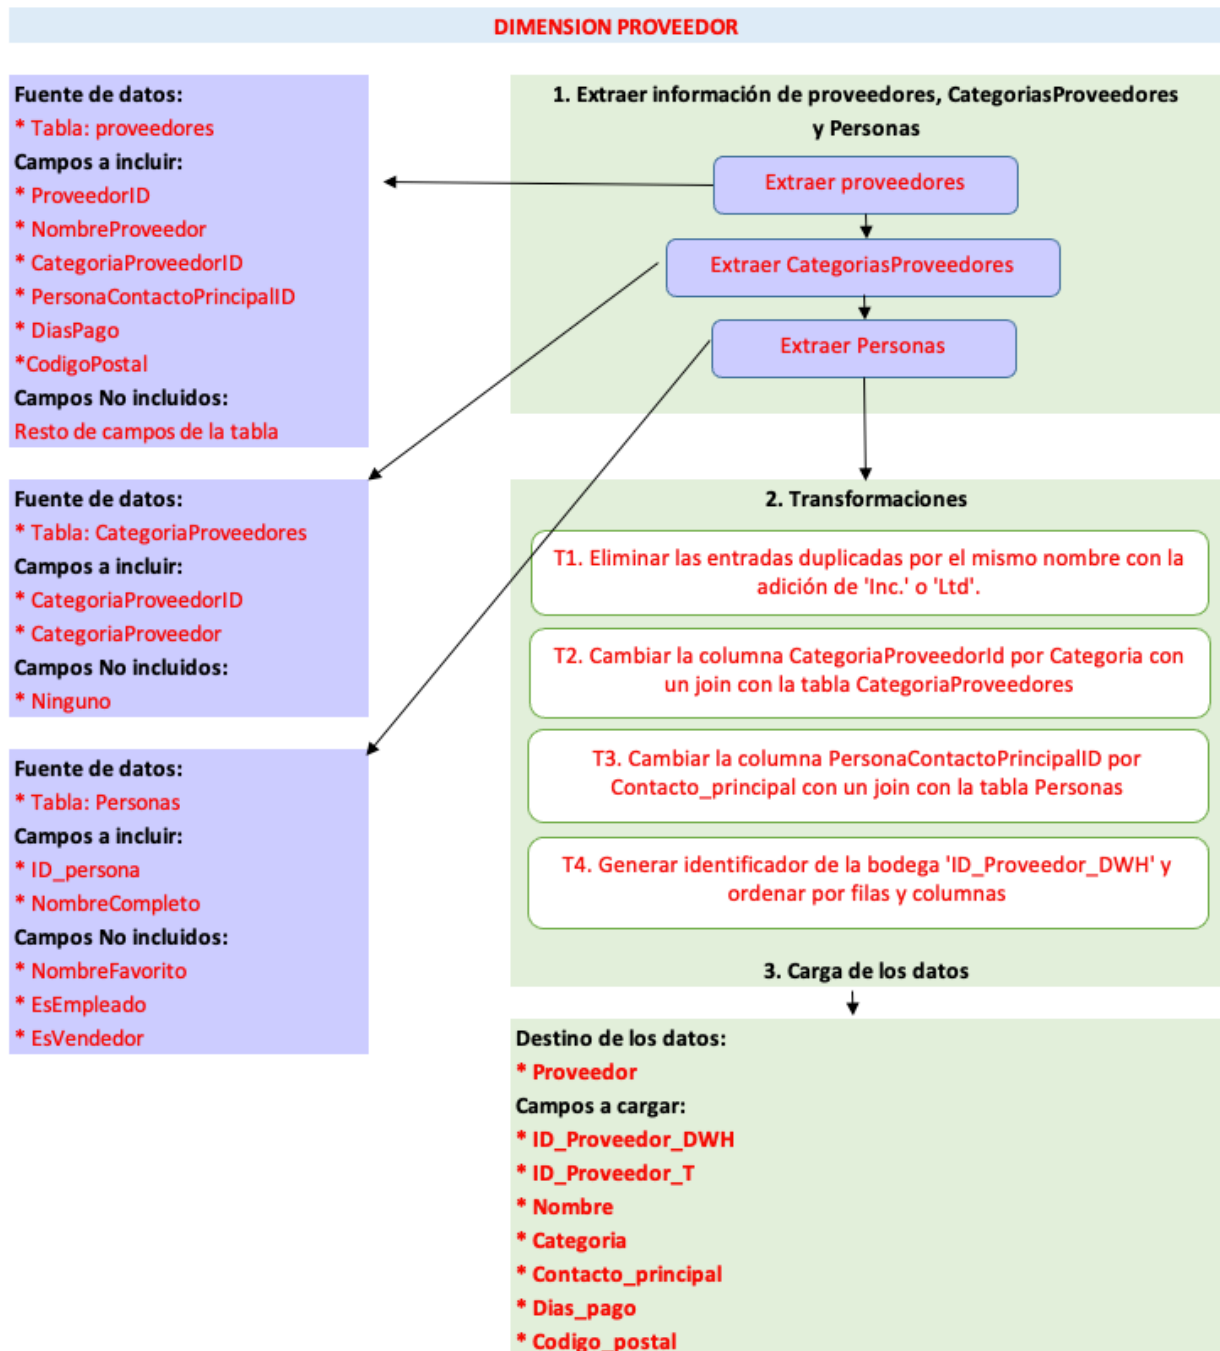 DIMENSION PROVEEDOR
Fuente de datos:
* Tabla: proveedores
Campos a incluir:
* ProveedorID
* NombreProveedor
* CategoriaProveedorID
* PersonaContactoPrincipalID
* DiasPago
*CodigoPostal
Campos No incluidos:
Resto de campos de la tabla
Fuente de datos:
* Tabla: CategoriaProveedores
Campos a incluir:
* CategoriaProveedorID
* CategoriaProveedor
Campos No incluidos:
* Ninguno
Fuente de datos:
* Tabla: Personas
Campos a incluir:
* ID_persona
* NombreCompleto
Campos No incluidos:
* NombreFavorito
* EsEmpleado
* EsVendedor
1. Extraer información de proveedores, CategoriasProveedores
y Personas
Extraer proveedores
Extraer CategoriasProveedores
Extraer Personas
2. Transformaciones
T1. Eliminar las entradas duplicadas por el mismo nombre con la
adición de 'Inc.' o 'Ltd'.
T2. Cambiar la columna CategoriaProveedorId por Categoria con
un join con la tabla CategoriaProveedores
T3. Cambiar la columna PersonaContactoPrincipalID por
Contacto_principal con un join con la tabla Personas
T4. Generar identificador de la bodega 'ID_Proveedor_DWH' y
ordenar por filas y columnas
3. Carga de los datos
Destino de los datos:
* Proveedor
Campos a cargar:
* ID_Proveedor_DWH
* ID_Proveedor_T
* Nombre
* Categoria
* Contacto_principal
* Dias_pago
* Codigo_postal